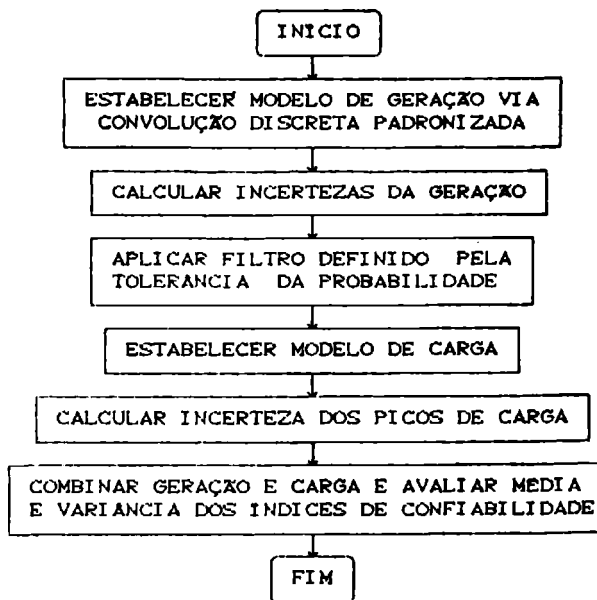 INICIO
ESTABELECER MODELO DE GERAÇÃO VIA
CONVOLUÇÃO DISCRETA PADRONIZADA
CALCULAR INCERTEZAS DA GERAÇÃO
APLICAR FILTRO DEFINIDO PELA
TOLERANCIA DA PROBABILIDADE
ESTABELECER MODELO DE CARGA
CALCULAR INCERTEZA DOS PICOS DE CARGA
COMBINAR GERAÇÃO E CARGA E AVALIAR MEDIA
E VARIANCIA DOS INDICES DE CONFIABILIDADE
FIM